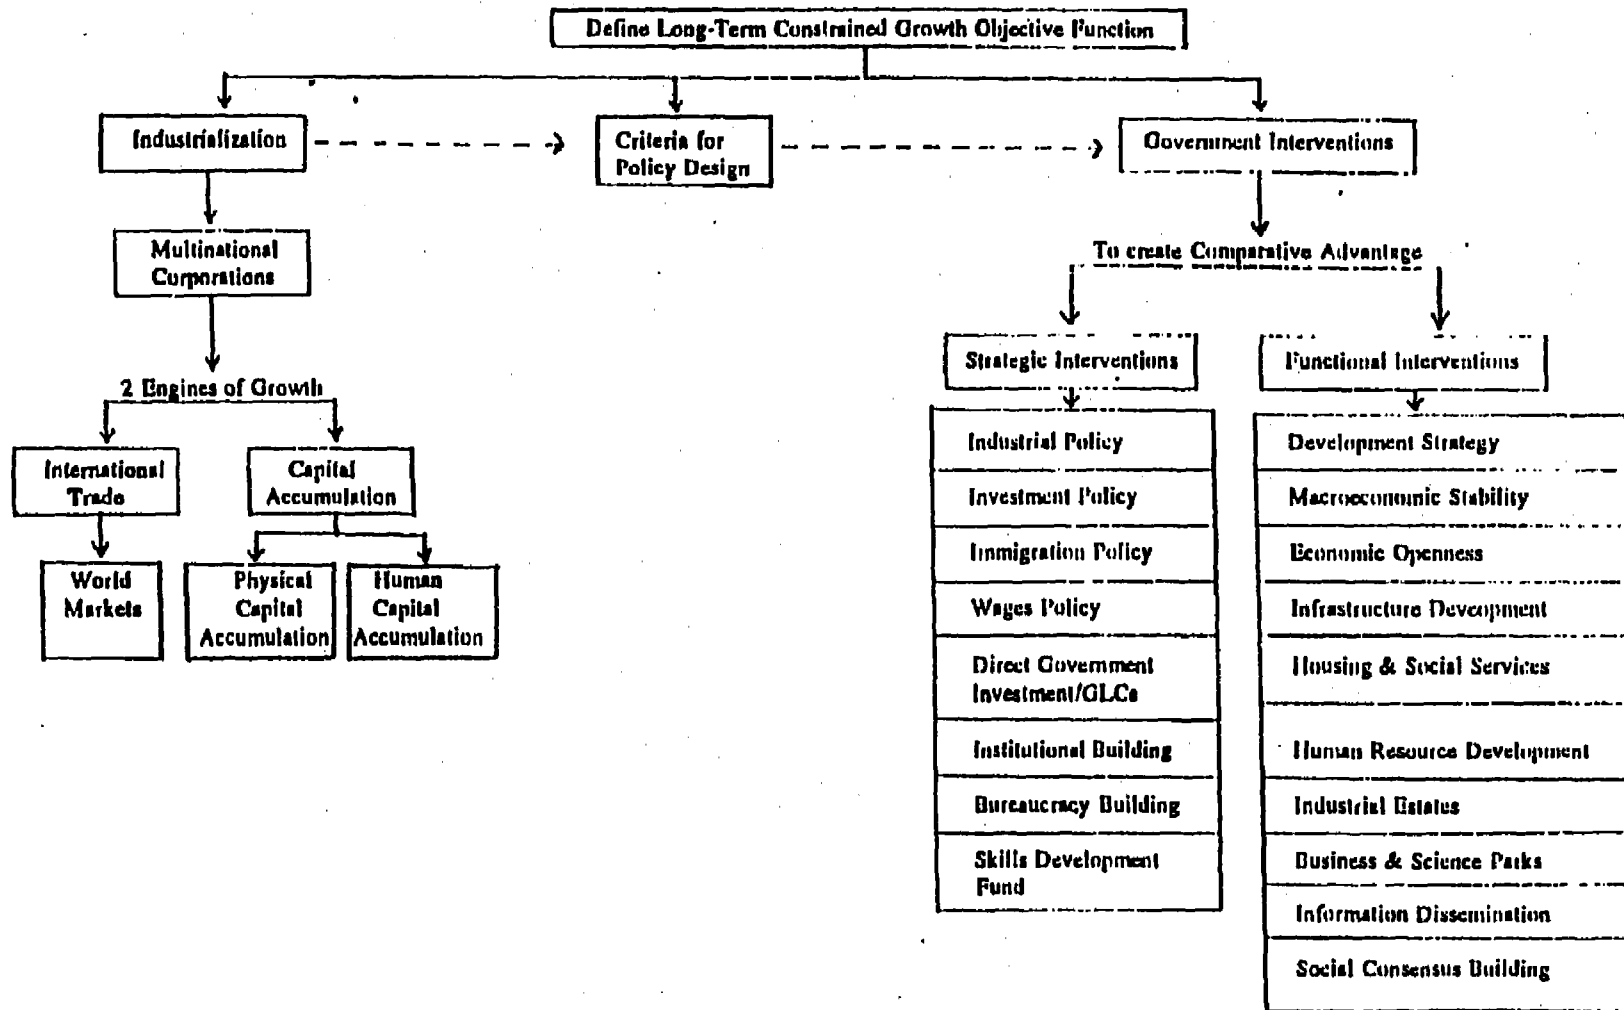 Define Long-Term Constrained Growth Objective Function
Industrialization
Criteria for
Policy Design
Government Interventions
Multinational
Corporations
To create Comparative Advantage
2 Engines of Growth
International
Trade
Capital
Accumulation
World
Markets
Physical
Capital
Accumulation
Human
Capital
Accumulation
Strategic Interventions
Industrial Policy
Investment Policy
Immigration Policy
Wages Policy
Direct Government
Investment/GLCs
Institutional Building
Bureaucracy Building
Skills Development
Fund
Functional Interventions
Development Strategy
Macroeconomic Stability
Economic Openness
Infrastructure Deveopment
Housing & Social Services
Human Resource Development
Industrial Estates
Business & Science Parks
Information Dissemination
Social Consensus Building